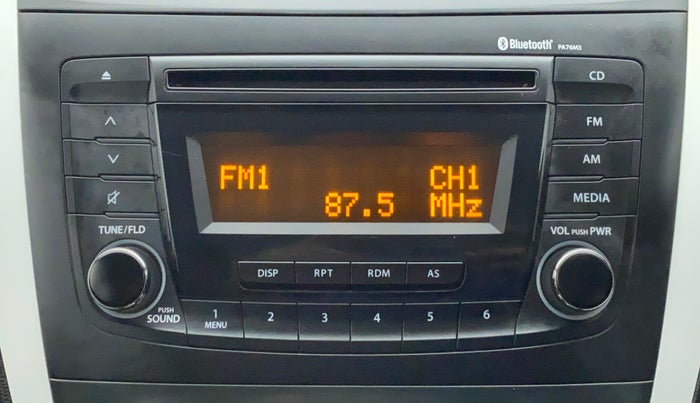 Bluetooth® PA76M3
CD
FM
AM
MEDIA
FM1 CH1
87.5 MHz
TUNE/FLD
VOL PUSH PWR
DISP RPT RDM AS
PUSH
SOUND
1 2 3 4 5 6
MENU